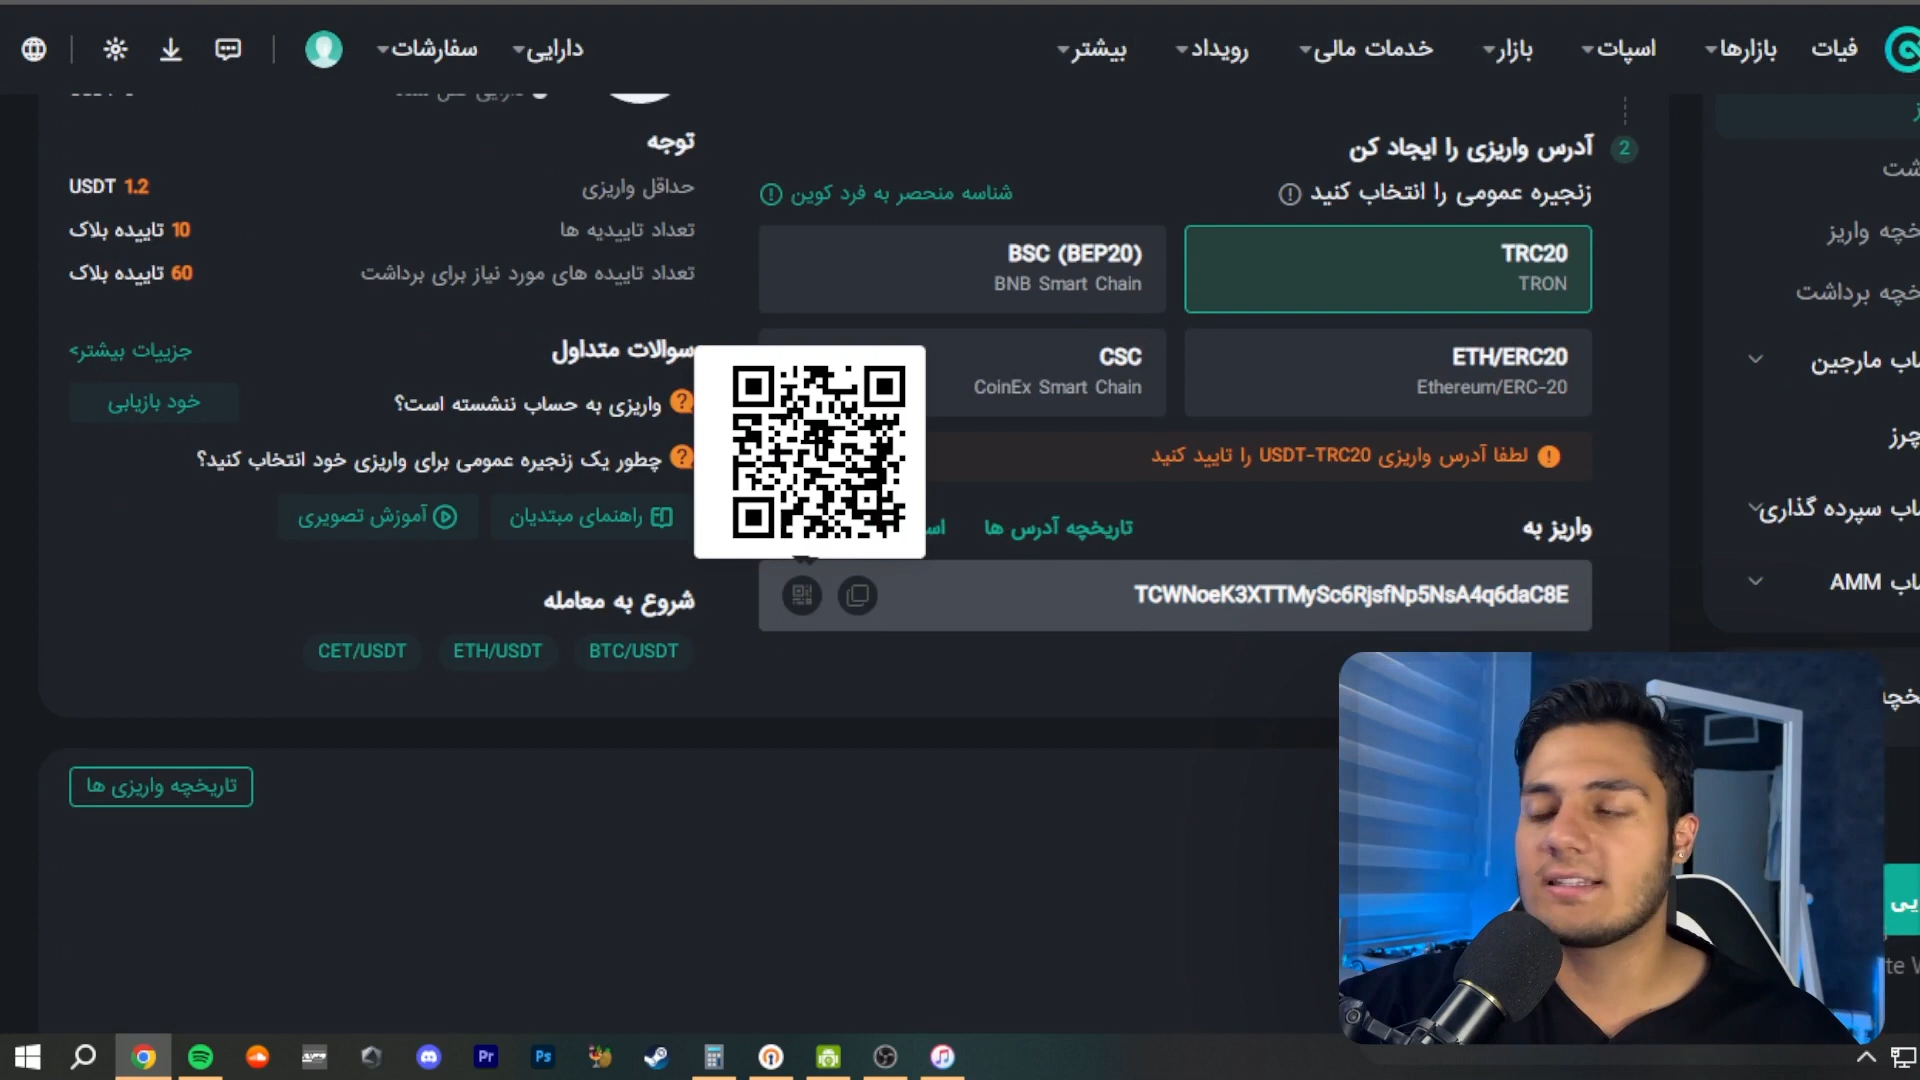 فیات
بازارها
اسپات
بازار
خدمات مالی
رویداد
بیشتر
دارایی
سفارشات
2 آدرس واریزی را ایجاد کن
زنجیره عمومی را انتخاب کنید
شناسه منحصر به فرد کوین
TRC20
TRON
BSC (BEP20)
BNB Smart Chain
ETH/ERC20
Ethereum/ERC-20
CSC
CoinEx Smart Chain
لطفا آدرس واریزی USDT-TRC20 را تایید کنید
واریز به
تاریخچه آدرس ها
TCWNoeK3XTTMySc6RjsfNp5NsA4q6daC8E
توجه
حداقل واریزی
1.2 USDT
تعداد تاییدیه ها
10 تاییده بلاک
تعداد تاییده های مورد نیاز برای برداشت
60 تاییده بلاک
سوالات متداول
جزییات بیشتر>
واریزی به حساب ننشسته است؟
خود بازیابی
چطور یک زنجیره عمومی برای واریزی خود انتخاب کنید؟
راهنمای مبتدیان
آموزش تصویری
شروع به معامله
BTC/USDT
ETH/USDT
CET/USDT
تاریخچه واریزی ها
واریز
برداشت
مارجین
سپرده گذاری
AMM
Pr
Ps